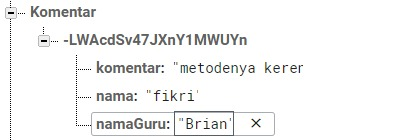 Komentar
-LWAcdSv47JXnY1MWUYn
komentar: "metodenya keren
nama: "fikri"
namaGuru: "Brian" ×